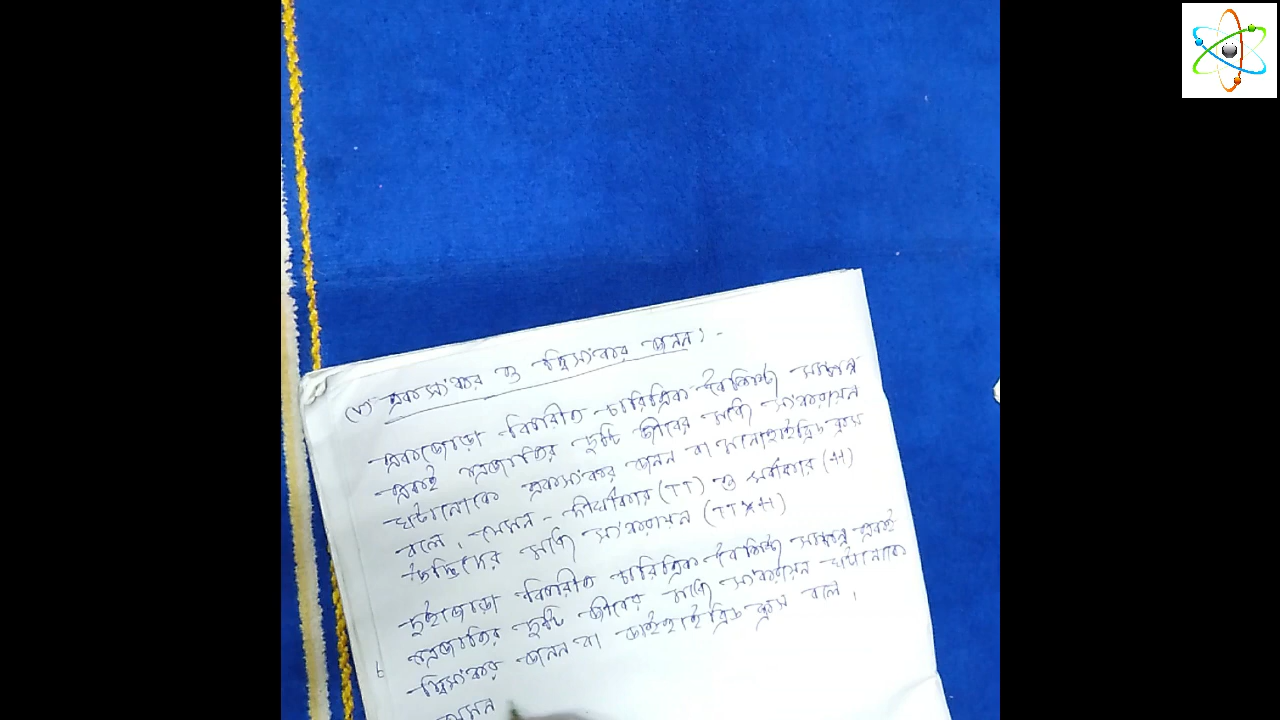 (৮) একসংকর ও দ্বিসংকর জনন :-
একজোড়া বিপরীত চারিত্রিক বৈশিষ্ট্য সম্পন্ন
একই প্রজাতির দুটি জীবের মধ্যে সংকরায়ন
ঘটানোকে একসংকর জনন বা মনোহাইব্রিড ক্রস
বলে। যেমন - দীর্ঘাকার (TT) ও খর্বাকার (tt)
উদ্ভিদের মধ্যে সংকরায়ন (TT×tt)
দুইজোড়া বিপরীত চারিত্রিক বৈশিষ্ট্য সম্পন্ন একই
প্রজাতির দুটি জীবের মধ্যে সংকরায়ন ঘটানোকে
দ্বিসংকর জনন বা ডাইহাইব্রিড ক্রস বলে।
যেমন